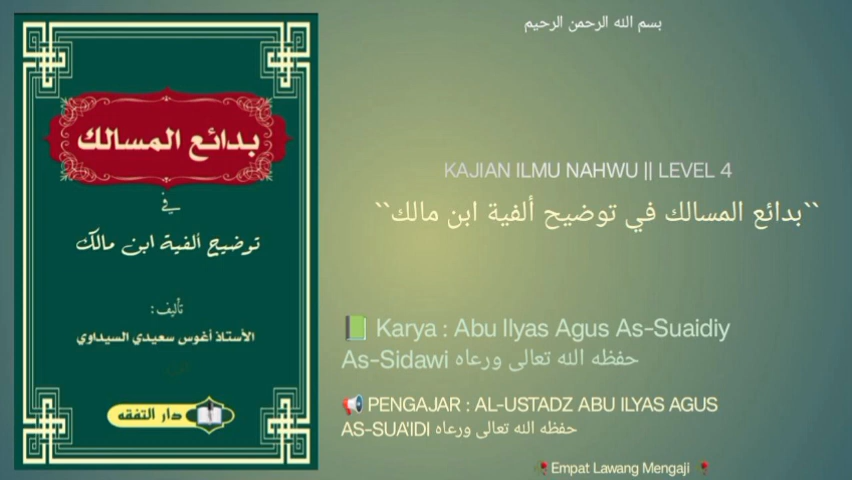 بدائع المسالك
في
توضيح ألفية ابن مالك
تأليف:
الأستاذ أغوس سعيدي السيداوي
دار التفقه
بسم الله الرحمن الرحيم
KAJIAN ILMU NAHWU || LEVEL 4
``بدائع المسالك في توضيح ألفية ابن مالك``
📗 Karya : Abu Ilyas Agus As-Suaidiy
As-Sidawi حفظه الله تعالى ورعاه
📢 PENGAJAR : AL-USTADZ ABU ILYAS AGUS
AS-SUA'IDI حفظه الله تعالى ورعاه
🌹Empat Lawang Mengaji 🌹